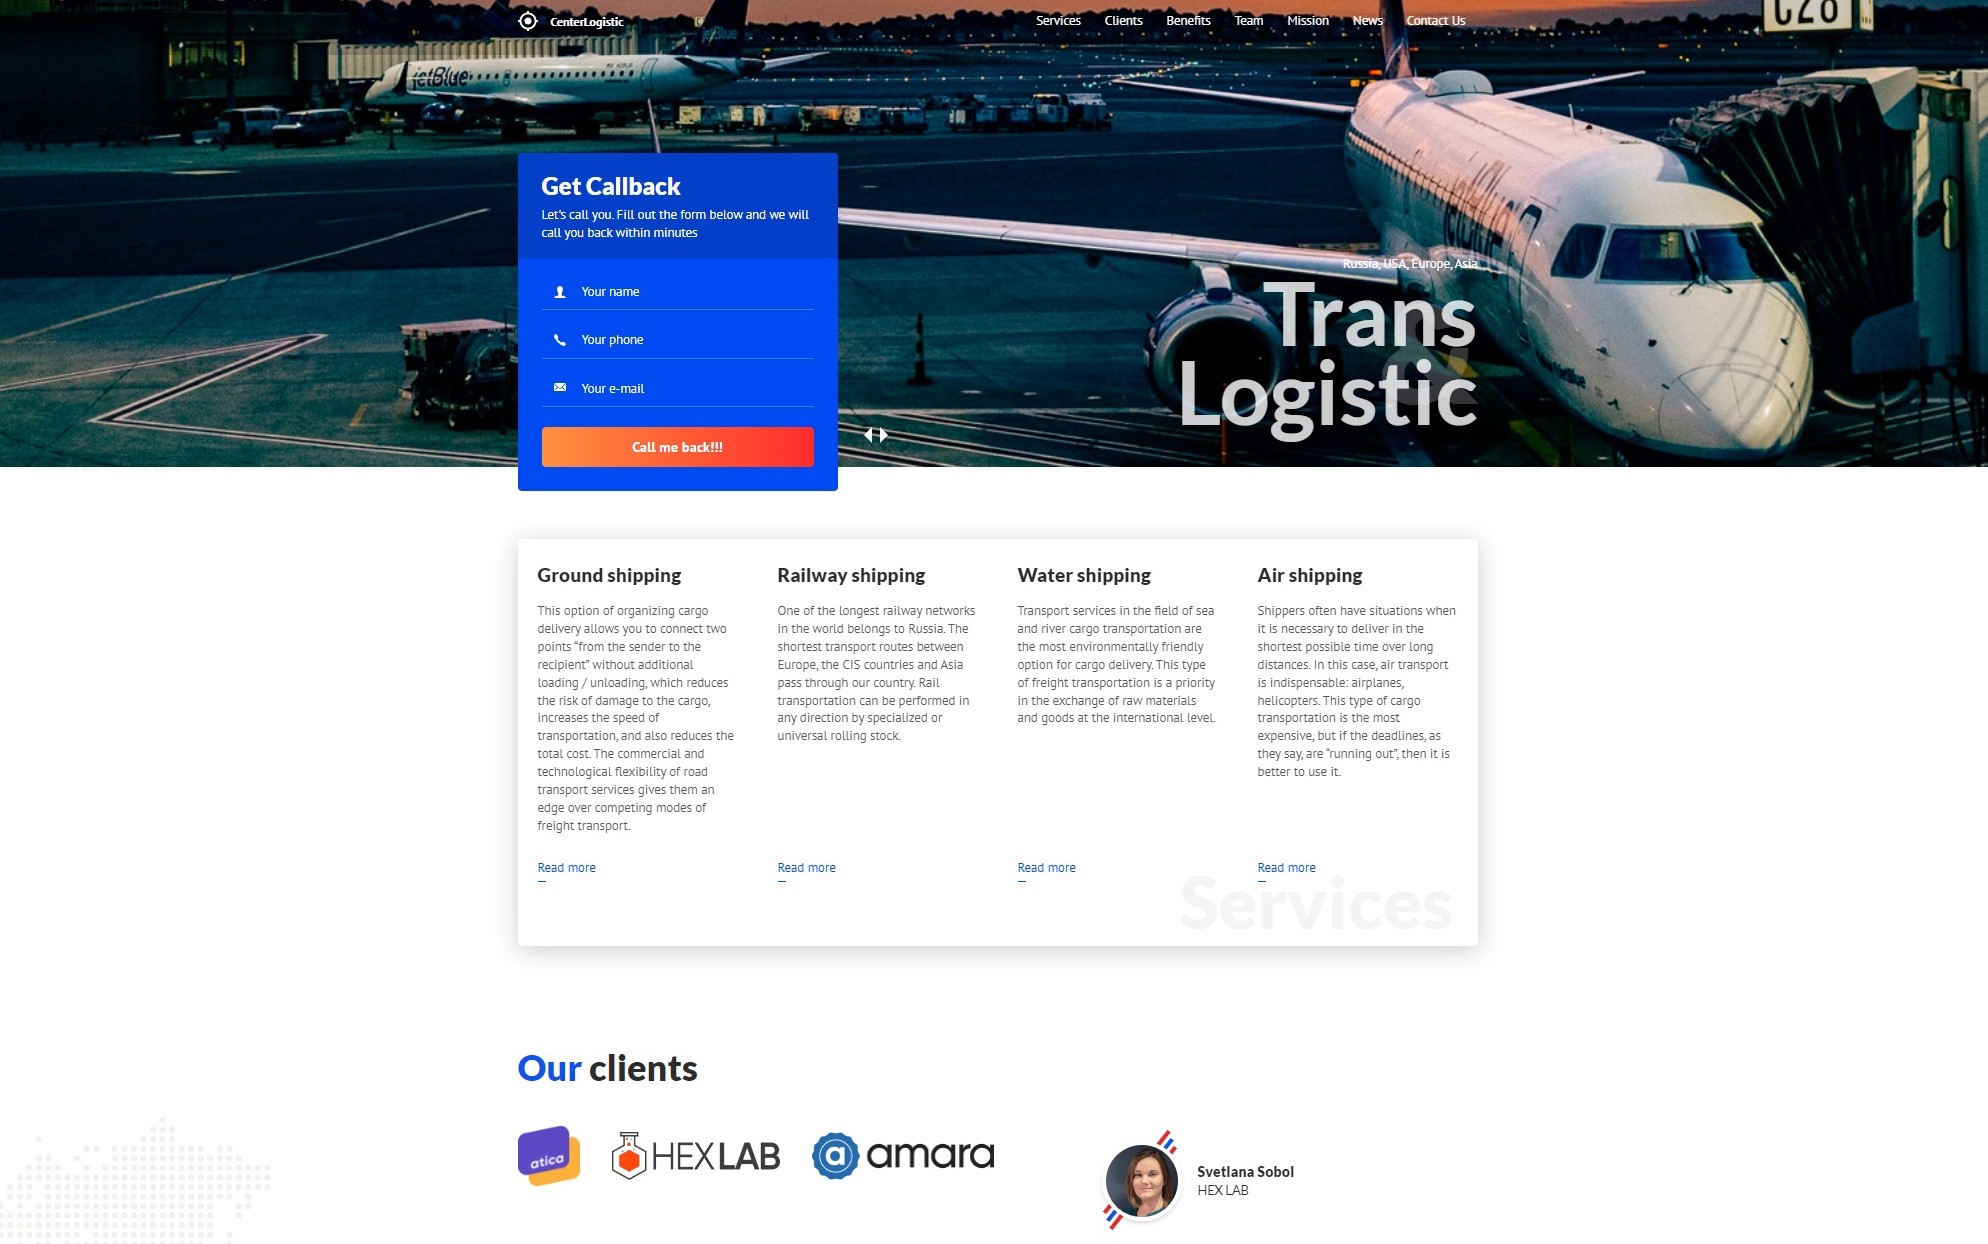 CenterLogistic
Services Clients Benefits Team Mission News Contact Us
jetBlue
jetBlue
C28
Get Callback
Let's call you. Fill out the form below and we will
call you back within minutes
Your name
Your phone
Your e-mail
Call me back!!!
Russia, USA, Europe, Asia
&
Trans
Logistic
Ground shipping
This option of organizing cargo
delivery allows you to connect two
points “from the sender to the
recipient” without additional
loading / unloading, which reduces
the risk of damage to the cargo,
increases the speed of
transportation, and also reduces the
total cost. The commercial and
technological flexibility of road
transport services gives them an
edge over competing modes of
freight transport.
Read more
Railway shipping
One of the longest railway networks
in the world belongs to Russia. The
shortest transport routes between
Europe, the CIS countries and Asia
pass through our country. Rail
transportation can be performed in
any direction by specialized or
universal rolling stock.
Read more
Water shipping
Transport services in the field of sea
and river cargo transportation are
the most environmentally friendly
option for cargo delivery. This type
of freight transportation is a priority
in the exchange of raw materials
and goods at the international level.
Read more
Air shipping
Shippers often have situations when
it is necessary to deliver in the
shortest possible time over long
distances. In this case, air transport
is indispensable: airplanes,
helicopters. This type of cargo
transportation is the most
expensive, but if the deadlines, as
they say, are “running out”, then it is
better to use it.
Read more
Services
Our clients
atica
HEXLAB
a amara
Svetlana Sobol
HEX LAB